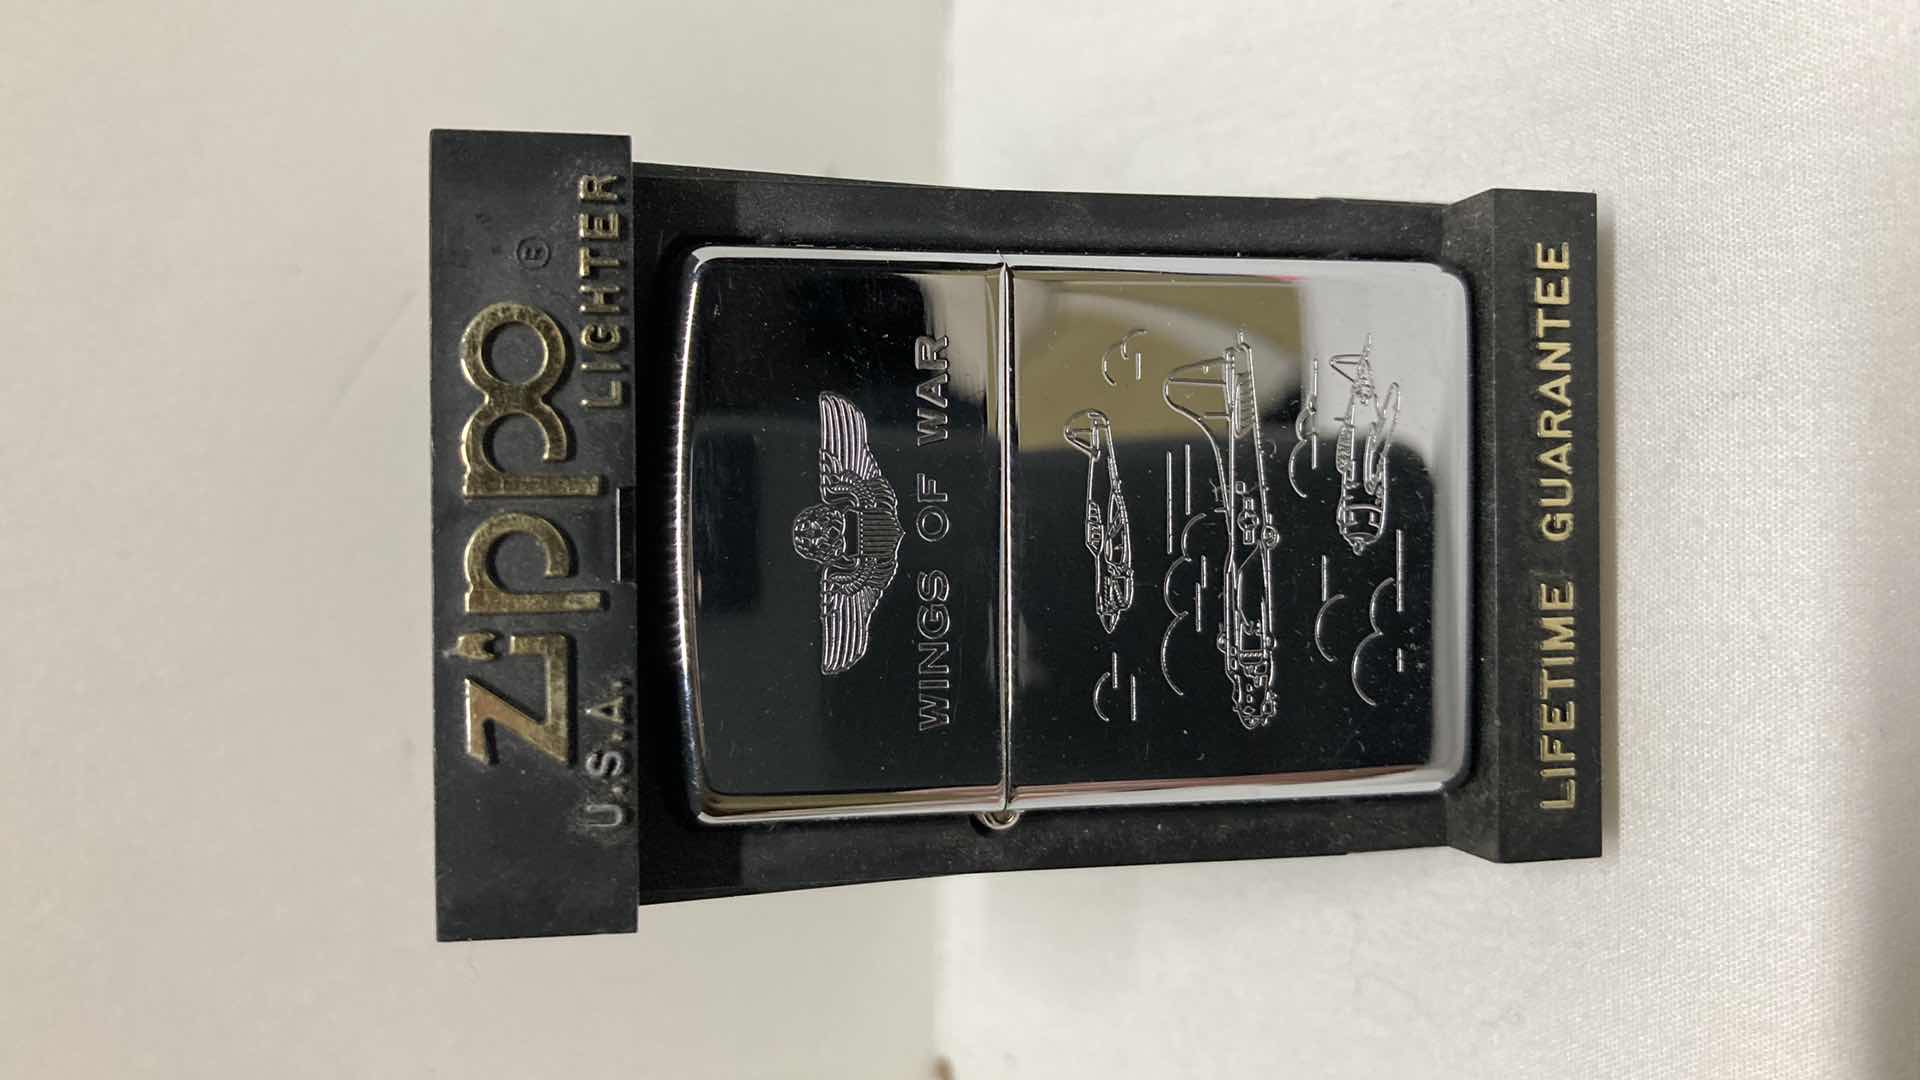 Zippo®
U.S.A. LIGHTER
WINGS OF WAR
LIFETIME GUARANTEE